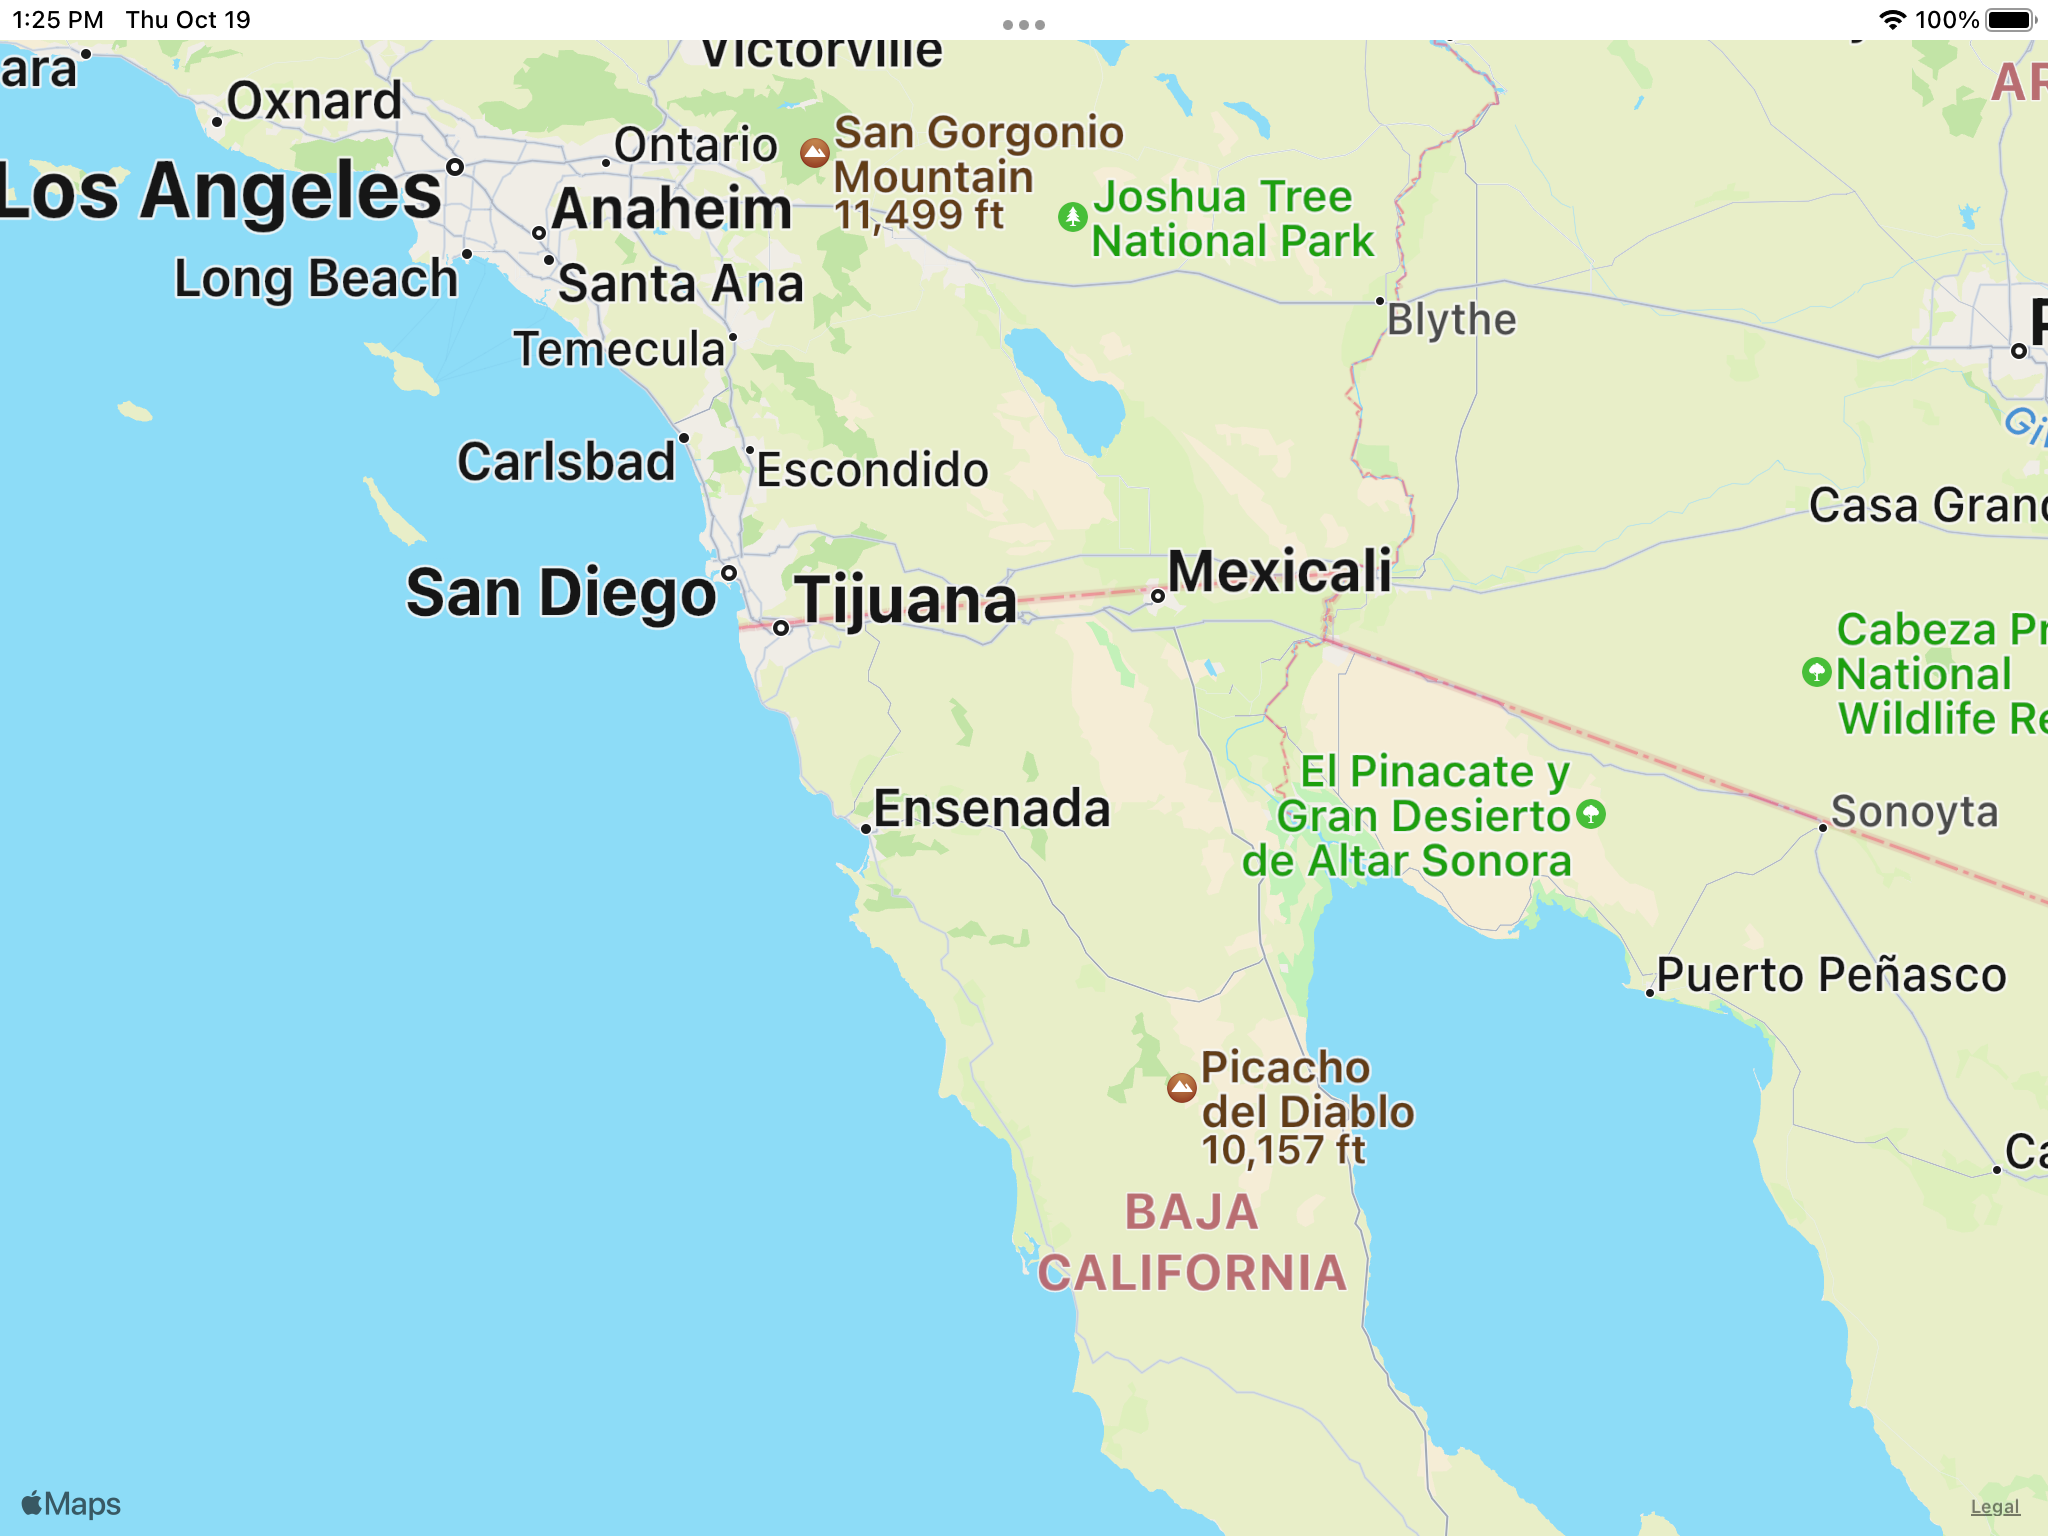 1:25 PM Thu Oct 19
100%
Victorville
ara
Oxnard
Ontario
San Gorgonio
Mountain
11,499 ft
Los Angeles
Anaheim
Joshua Tree
National Park
Long Beach
Santa Ana
Temecula
Blythe
Carlsbad
Escondido
Casa Grand
San Diego
Tijuana
Mexicali
Cabeza Pr
National
Wildlife Re
El Pinacate y
Gran Desierto
de Altar Sonora
Ensenada
Sonoyta
Puerto Peñasco
Picacho
del Diablo
10,157 ft
Ca
BAJA
CALIFORNIA
Maps
Legal